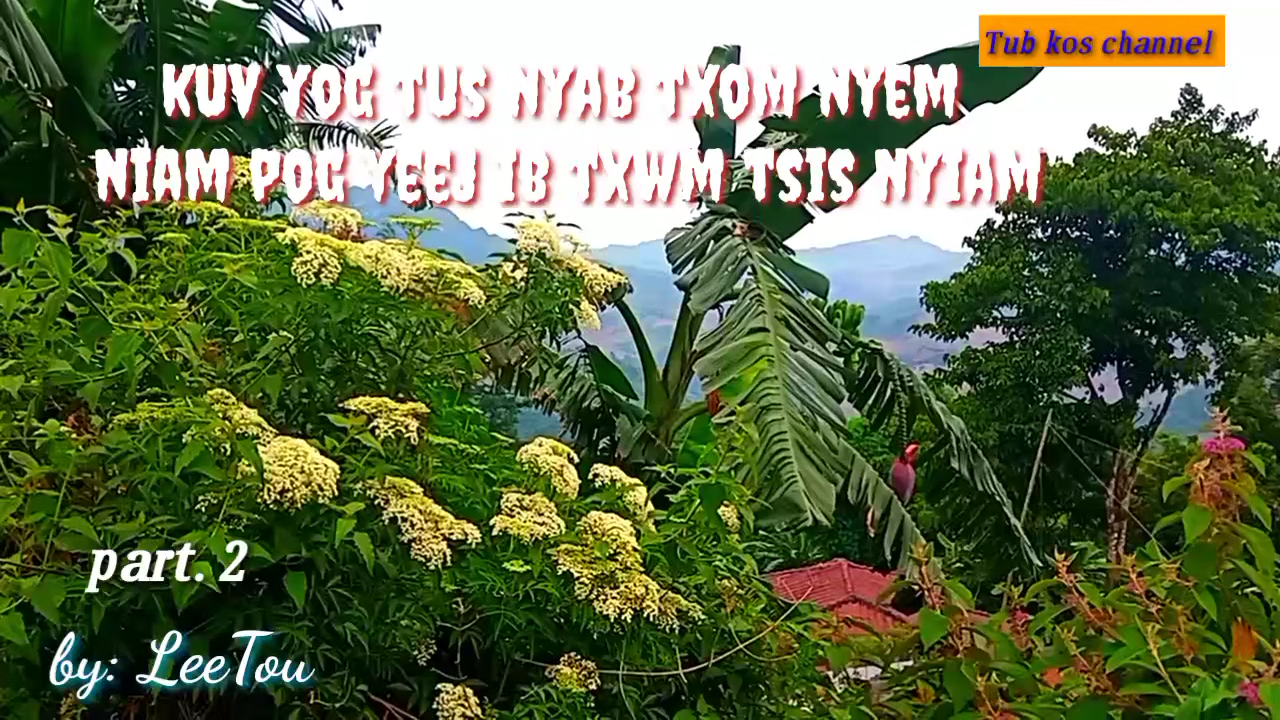 Tub kos channel
KUV YOG TUS NYAB TXOM NYEM
NIAM POG YEEJ IB TXWM TSIS NYIAM
part. 2
by: LeeTou